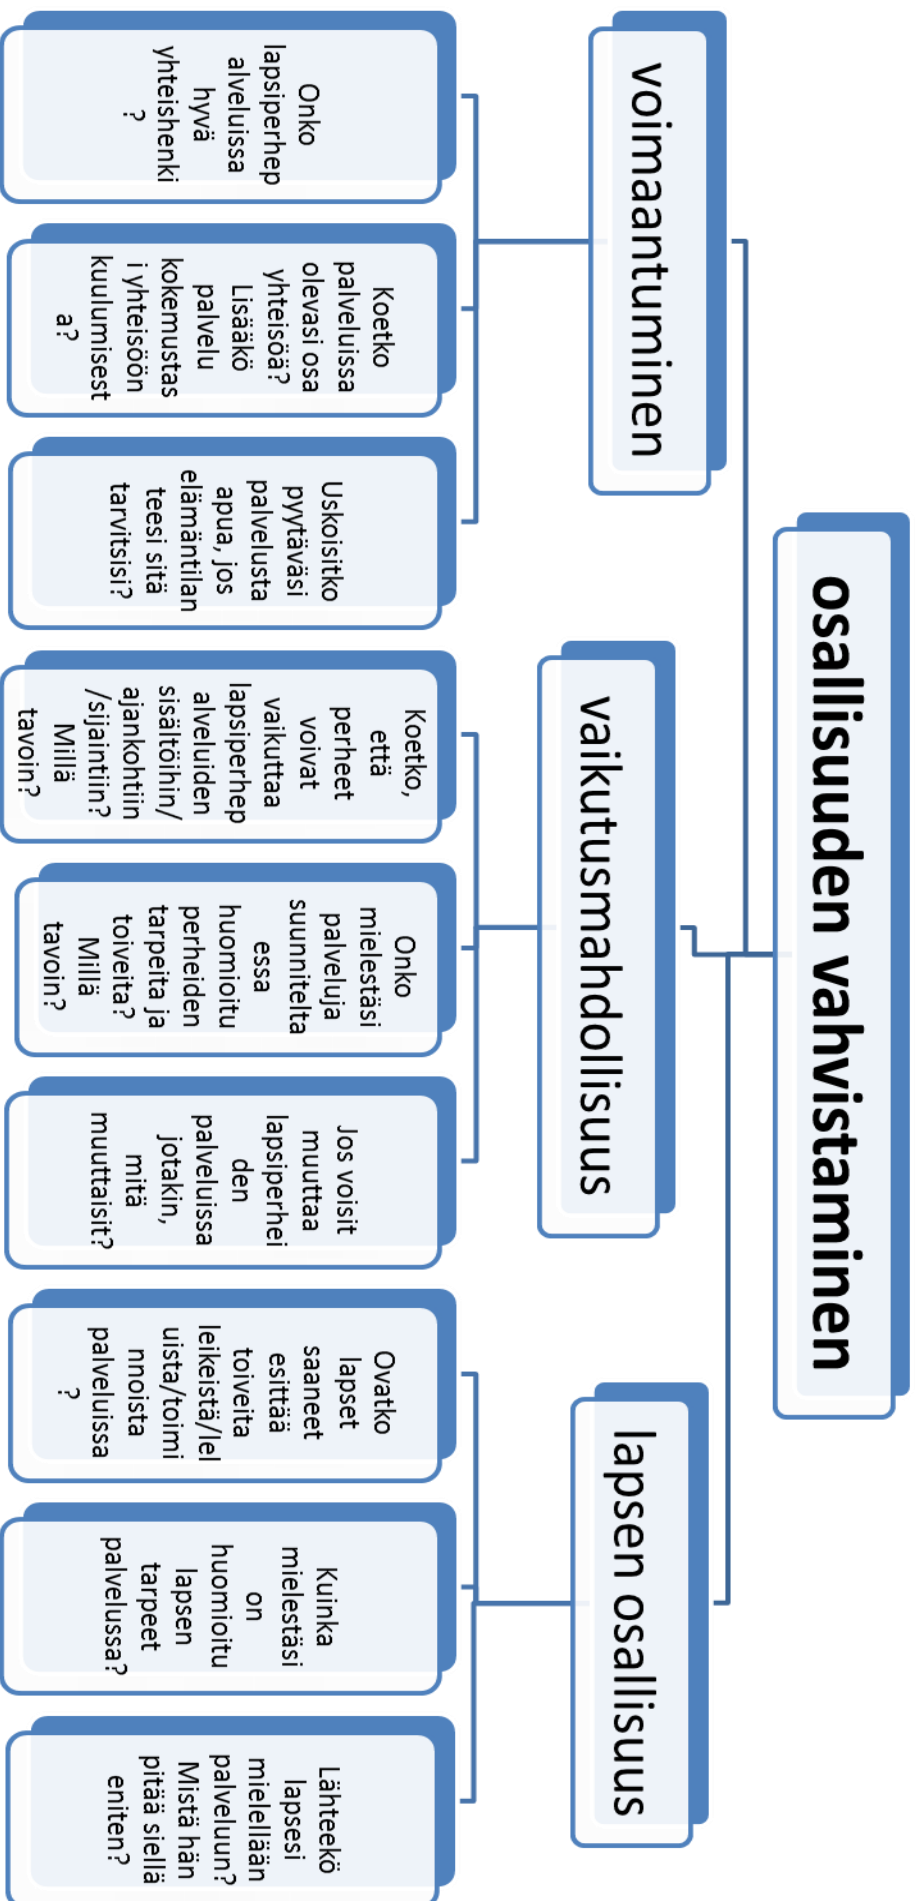 osallisuuden vahvistaminen
voimaantuminen
Onko
lapsiperhep
alveluissa
hyvä
yhteishenki
?
Koetko
palveluissa
olevasi osa
yhteisöä?
Lisääkö
palvelu
kokemustas
i yhteisöön
kuulumisest
a?
Uskoisitko
pyytäväsi
palvelusta
apua, jos
elämäntilan
teesi sitä
tarvitsisi?
vaikutusmahdollisuus
Koetko,
että
perheet
voivat
vaikuttaa
lapsiperhep
alveluiden
sisältöihin/
ajankohtiin
/sijaintiin?
Millä
tavoin?
Onko
mielestäsi
palveluja
suunnitelta
essa
huomioitu
perheiden
tarpeita ja
toiveita?
Millä
tavoin?
Jos voisit
muuttaa
lapsiperhei
den
palveluissa
jotakin,
mitä
muuttaisit?
lapsen osallisuus
Ovatko
lapset
saaneet
esittää
toiveita
leikeistä/lel
uista/toimi
nnoista
palveluissa
?
Kuinka
mielestäsi
on
huomioitu
lapsen
tarpeet
palvelussa?
Lähteekö
lapsesi
mielellään
palveluun?
Mistä hän
pitää siellä
eniten?